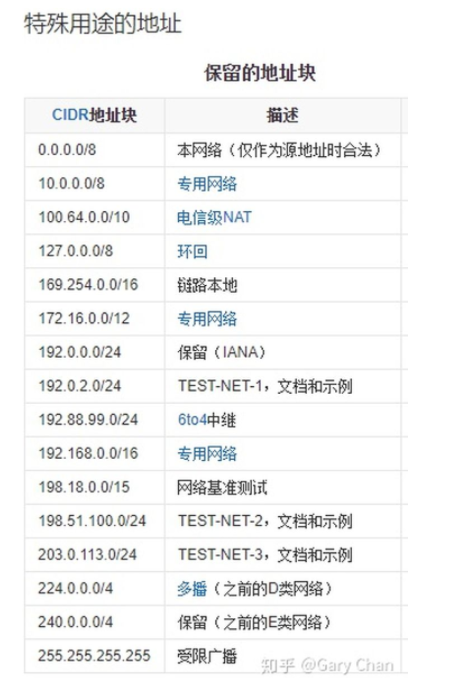 特殊用途的地址
保留的地址块
CIDR地址块 描述
0.0.0.0/8 本网络（仅作为源地址时合法）
10.0.0.0/8 专用网络
100.64.0.0/10 电信级NAT
127.0.0.0/8 环回
169.254.0.0/16 链路本地
172.16.0.0/12 专用网络
192.0.0.0/24 保留（IANA）
192.0.2.0/24 TEST-NET-1，文档和示例
192.88.99.0/24 6to4中继
192.168.0.0/16 专用网络
198.18.0.0/15 网络基准测试
198.51.100.0/24 TEST-NET-2，文档和示例
203.0.113.0/24 TEST-NET-3，文档和示例
224.0.0.0/4 多播（之前的D类网络）
240.0.0.0/4 保留（之前的E类网络）
255.255.255.255 受限广播
知乎 @Gary Chan